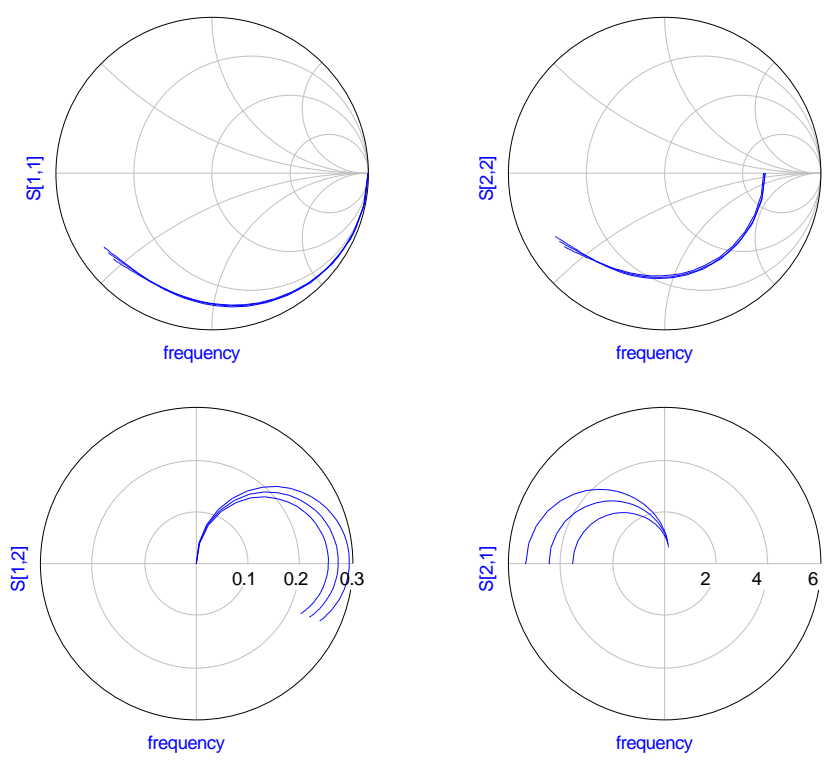 S[1,1]
frequency
S[2,2]
frequency
S[1,2]
0.1 0.2 0.3
frequency
S[2,1]
2 4 6
frequency